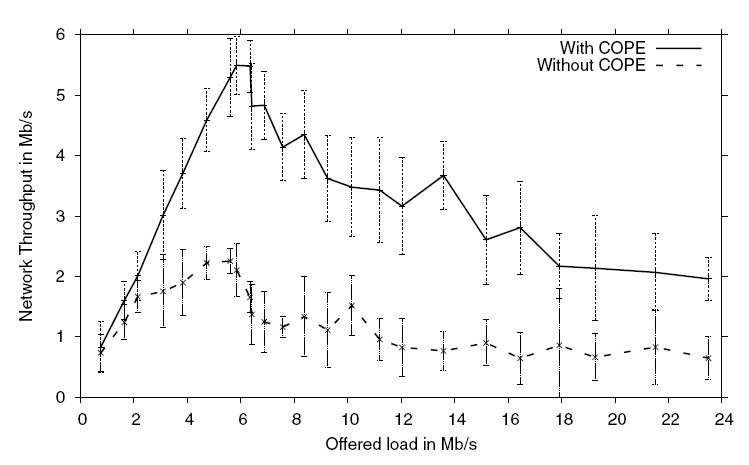 With COPE
Without COPE
Network Throughput in Mb/s
6
5
4
3
2
1
0
0 2 4 6 8 10 12 14 16 18 20 22 24
Offered load in Mb/s